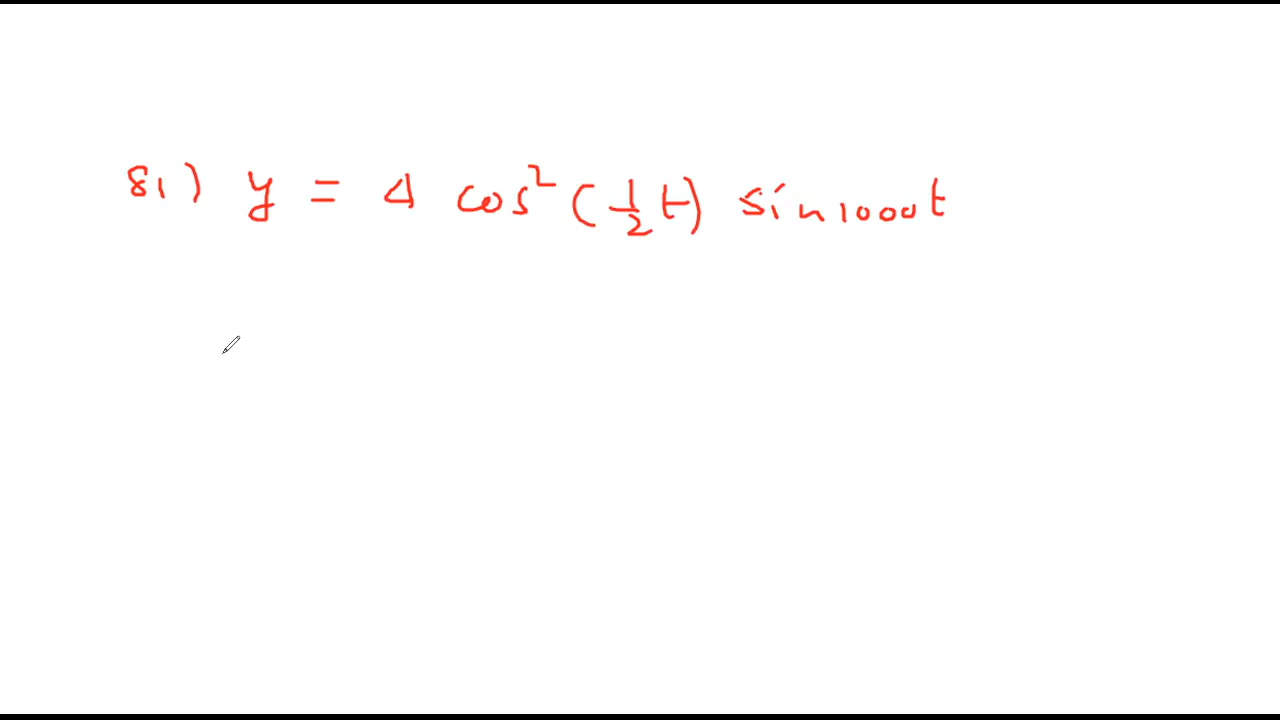 81) y = 4 cos² (½t) sin1000t